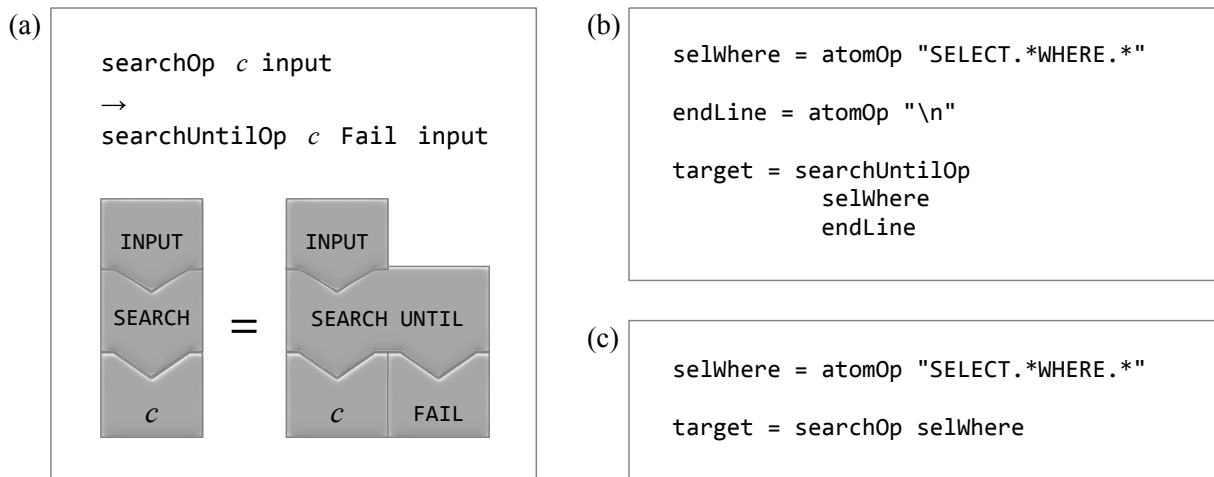 (a)
searchOp c input
→
searchUntilOp c Fail input
INPUT
SEARCH
c
=
INPUT
SEARCH UNTIL
c FAIL
(b)
selWhere = atomOp "SELECT.*WHERE.*"
endLine = atomOp "\n"
target = searchUntilOp
selWhere
endLine
(c)
selWhere = atomOp "SELECT.*WHERE.*"
target = searchOp selWhere